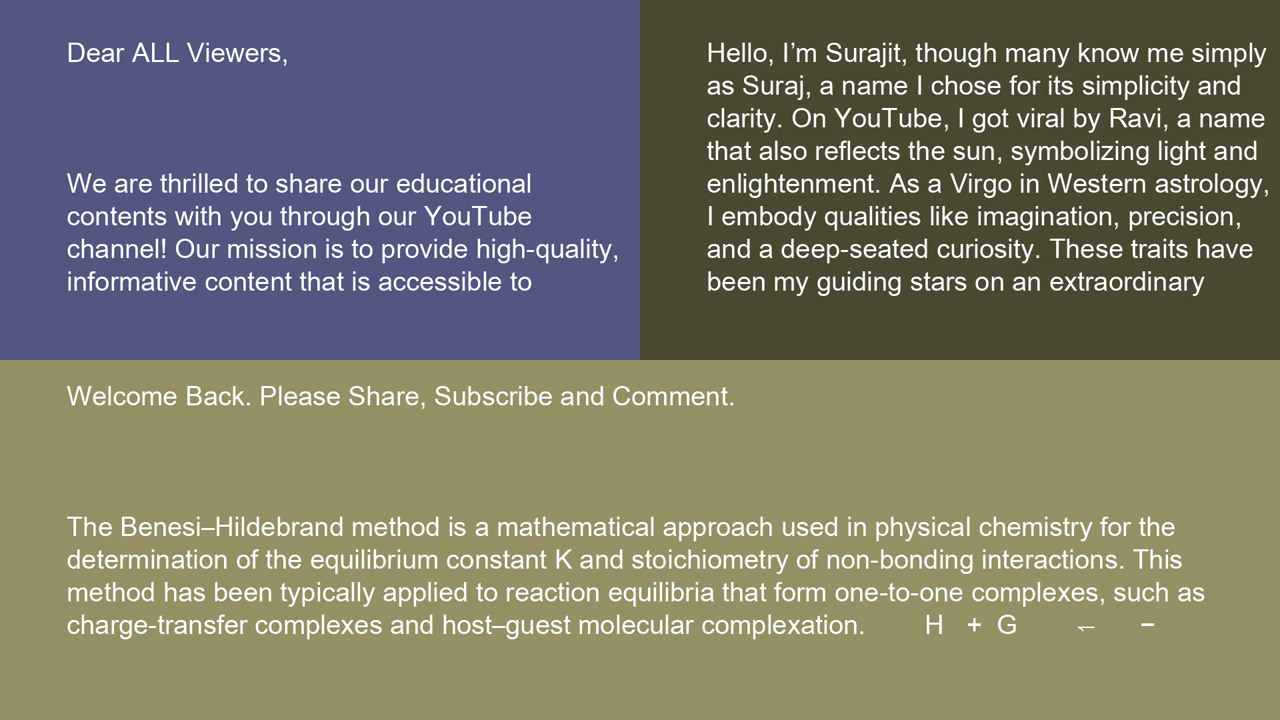 Dear ALL Viewers,
We are thrilled to share our educational
contents with you through our YouTube
channel! Our mission is to provide high-quality,
informative content that is accessible to
Hello, I’m Surajit, though many know me simply
as Suraj, a name I chose for its simplicity and
clarity. On YouTube, I got viral by Ravi, a name
that also reflects the sun, symbolizing light and
enlightenment. As a Virgo in Western astrology,
I embody qualities like imagination, precision,
and a deep-seated curiosity. These traits have
been my guiding stars on an extraordinary
Welcome Back. Please Share, Subscribe and Comment.
The Benesi–Hildebrand method is a mathematical approach used in physical chemistry for the
determination of the equilibrium constant K and stoichiometry of non-bonding interactions. This
method has been typically applied to reaction equilibria that form one-to-one complexes, such as
charge-transfer complexes and host–guest molecular complexation. H + G ↽ −